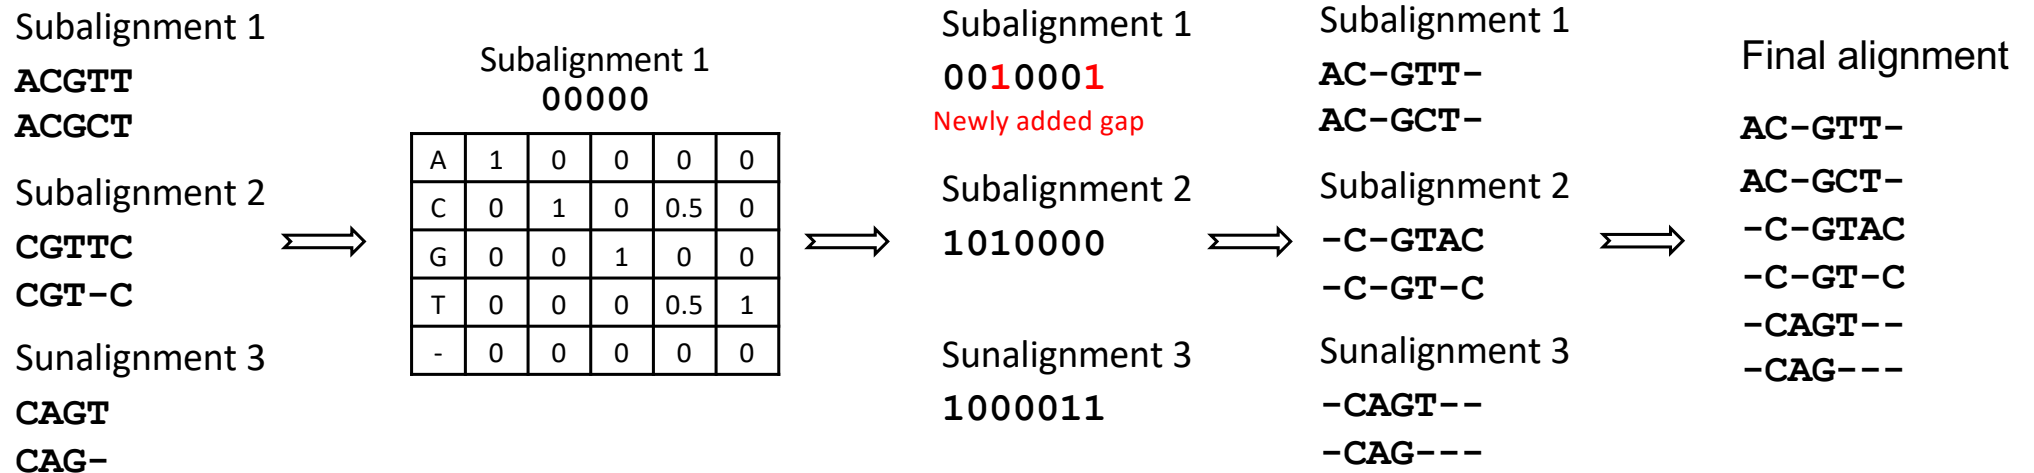 Subalignment 1
ACGTT
ACGCT
Subalignment 2
CGTTC
CGT-C
Sunalignment 3
CAGT
CAG-
Subalignment 1
00000
A 1 0 0 0 0
C 0 1 0 0.5 0
G 0 0 1 0 0
T 0 0 0 0.5 1
- 0 0 0 0 0
Subalignment 1
0010001
Newly added gap
Subalignment 2
1010000
Sunalignment 3
1000011
Subalignment 1
AC-GTT-
AC-GCT-
Subalignment 2
-C-GTAC
-C-GT-C
Sunalignment 3
-CAGT--
-CAG---
Final alignment
AC-GTT-
AC-GCT-
-C-GTAC
-C-GT-C
-CAGT--
-CAG---